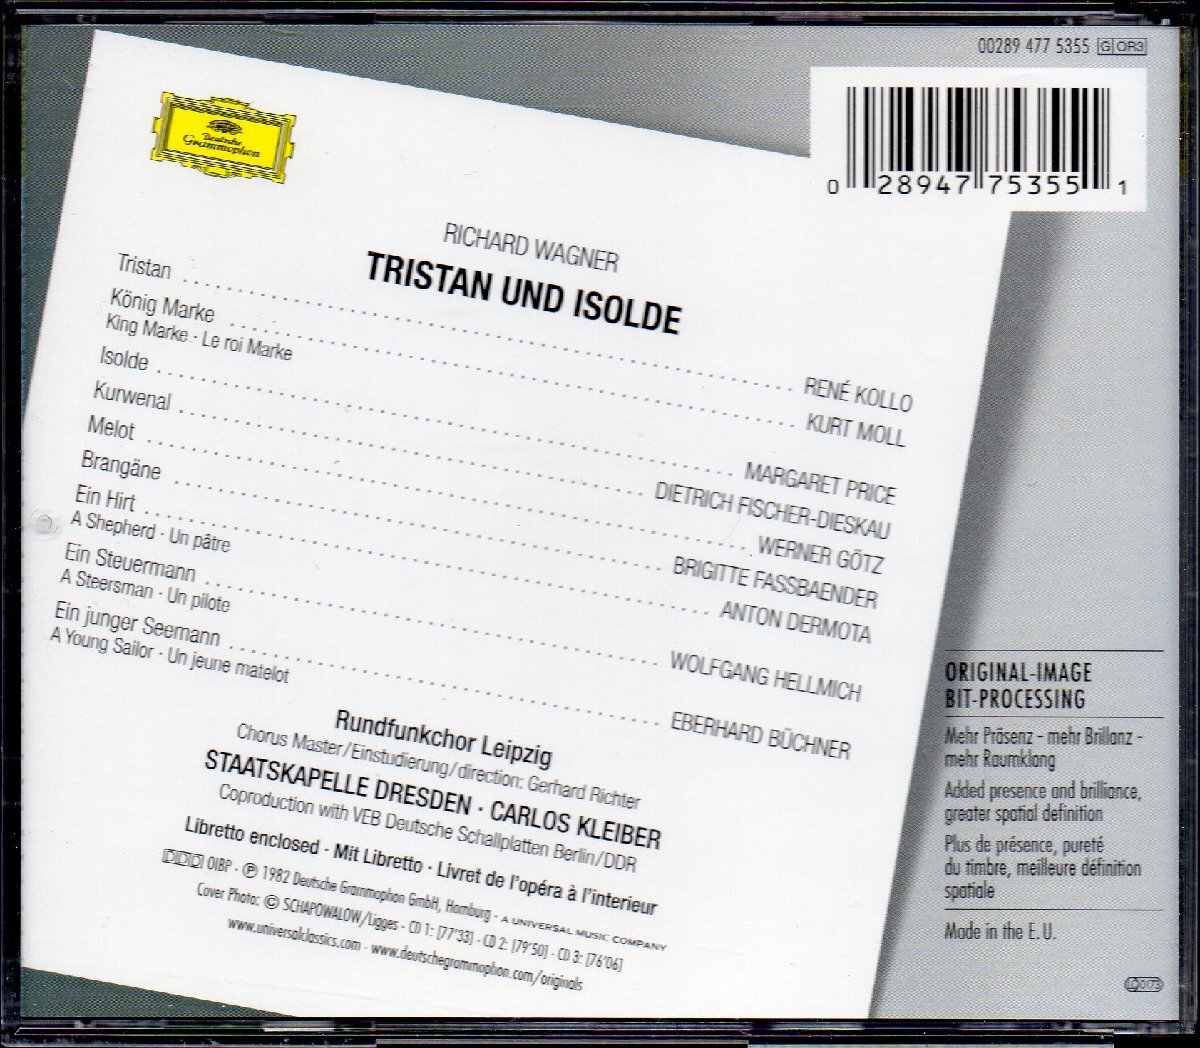 00289 477 5355 G OR3
0 28947 75355 1
Deutsche
Grammophon
RICHARD WAGNER
TRISTAN UND ISOLDE
Tristan ........ RENÉ KOLLO
König Marke ........ KURT MOLL
King Marke · Le roi Marke
Isolde ........ MARGARET PRICE
Kurwenal ........ DIETRICH FISCHER-DIESKAU
Melot ........ WERNER GÖTZ
Brangäne ........ BRIGITTE FASSBAENDER
Ein Hirt ........ ANTON DERMOTA
A Shepherd · Un pâtre
Ein Steuermann ........ WOLFGANG HELLMICH
A Steersman · Un pilote
Ein junger Seemann ........ EBERHARD BÜCHNER
A Young Sailor · Un jeune matelot
Rundfunkchor Leipzig
Chorus Master/Einstudierung/direction: Gerhard Richter
STAATSKAPELLE DRESDEN · CARLOS KLEIBER
Coproduction with VEB Deutsche Schallplatten Berlin/DDR
Libretto enclosed · Mit Libretto · Livret de l'opéra à l'interieur
DDD OIBP · ℗ 1982 Deutsche Grammophon GmbH, Hamburg · A UNIVERSAL MUSIC COMPANY
Cover Photo: © SCHAPOWALOW/Ligges · CD 1: [77'33] · CD 2: [79'50] · CD 3: [76'06]
www.universalclassics.com · www.deutschegrammophon.com/originals
ORIGINAL-IMAGE
BIT-PROCESSING
Mehr Präsenz – mehr Brillanz –
mehr Raumklang
Added presence and brilliance,
greater spatial definition
Plus de présence, pureté
du timbre, meilleure définition
spatiale
Made in the E. U.
LC 0173